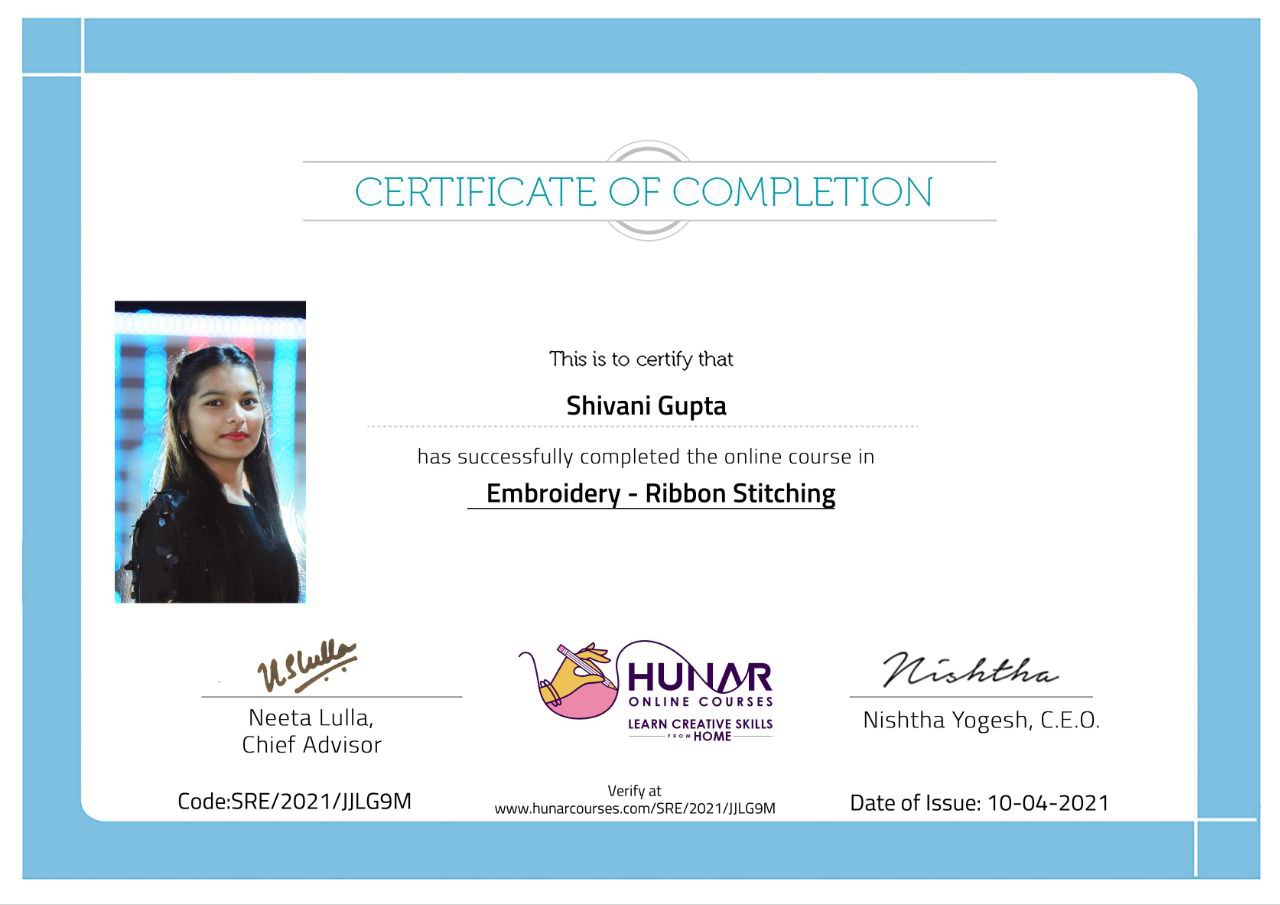 CERTIFICATE OF COMPLETION
This is to certify that
Shivani Gupta
has successfully completed the online course in
Embroidery - Ribbon Stitching
NSLulla
Neeta Lulla,
Chief Advisor
HUNAR
ONLINE COURSES
LEARN CREATIVE SKILLS
FROM HOME
Nishtha
Nishtha Yogesh, C.E.O.
Code:SRE/2021/JJLG9M
Verify at
www.hunarcourses.com/SRE/2021/JJLG9M
Date of Issue: 10-04-2021